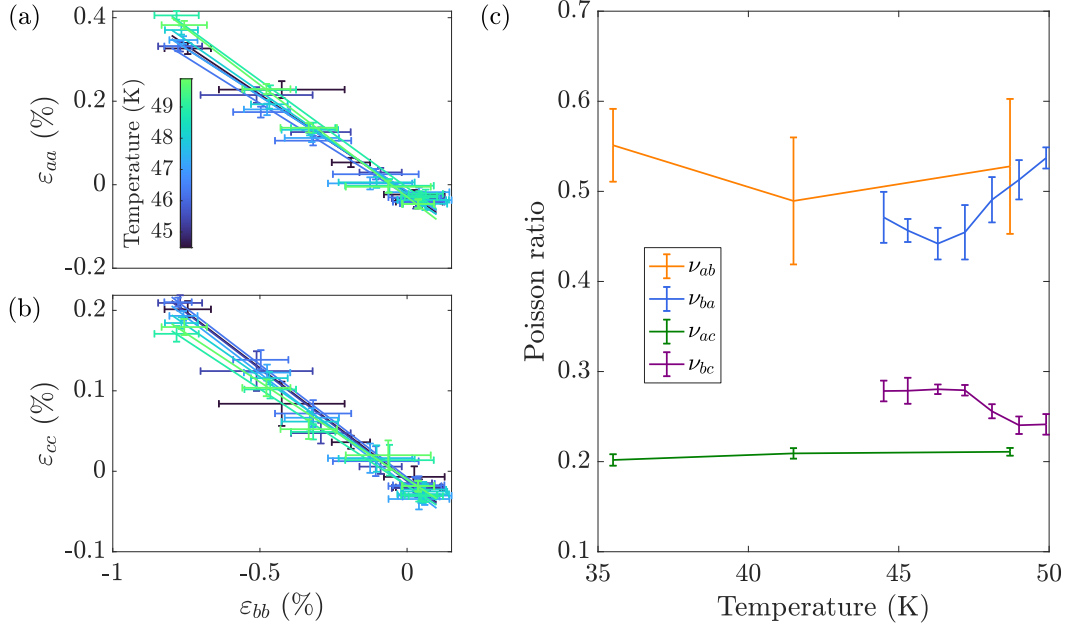 (a)
0.4
0.2
0
-0.2
ε_aa (%)
Temperature (K)
49
48
47
46
45
(b)
0.2
0.1
0
-0.1
ε_cc (%)
-1
-0.5
0
ε_bb (%)
(c)
0.7
0.6
0.5
0.4
0.3
0.2
0.1
Poisson ratio
ν_ab
ν_ba
ν_ac
ν_bc
35
40
45
50
Temperature (K)